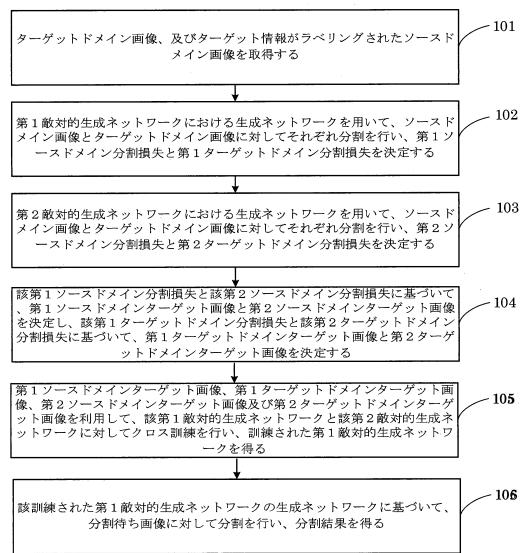 ターゲットドメイン画像、及びターゲット情報がラベリングされたソースド
メイン画像を取得する
101
第1敵対的生成ネットワークにおける生成ネットワークを用いて、ソースド
メイン画像とターゲットドメイン画像に対してそれぞれ分割を行い、第1ソ
ースドメイン分割損失と第1ターゲットドメイン分割損失を決定する
102
第2敵対的生成ネットワークにおける生成ネットワークを用いて、ソースド
メイン画像とターゲットドメイン画像に対してそれぞれ分割を行い、第2ソ
ースドメイン分割損失と第2ターゲットドメイン分割損失を決定する
103
該第1ソースドメイン分割損失と該第2ソースドメイン分割損失に基づいて
、第1ソースドメインターゲット画像と第2ソースドメインターゲット画像
を決定し、該第1ターゲットドメイン分割損失と該第2ターゲットドメイン
分割損失に基づいて、第1ターゲットドメインターゲット画像と第2ターゲ
ットドメインターゲット画像を決定する
104
第1ソースドメインターゲット画像、第1ターゲットドメインターゲット画
像、第2ソースドメインターゲット画像及び第2ターゲットドメインターゲ
ット画像を利用して、該第1敵対的生成ネットワークと該第2敵対的生成ネ
ットワークに対してクロス訓練を行い、訓練された第1敵対的生成ネットワ
ークを得る
105
該訓練された第1敵対的生成ネットワークの生成ネットワークに基づいて、
分割待ち画像に対して分割を行い、分割結果を得る
106